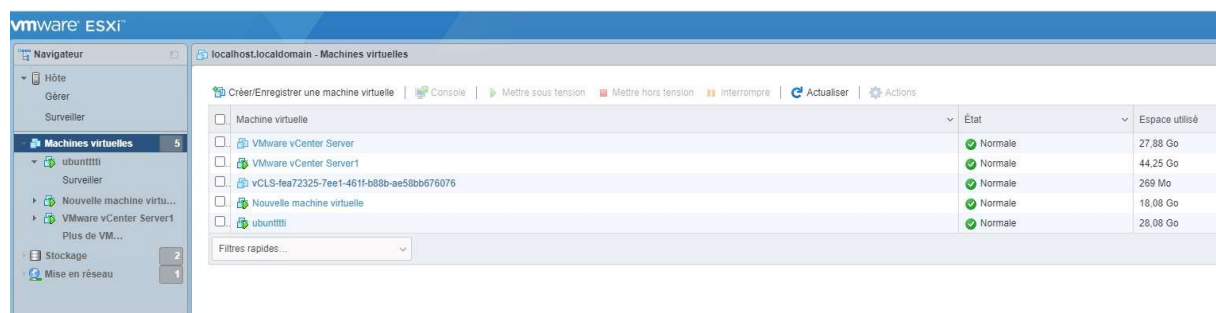 vmware ESXi™
Navigateur
localhost.localdomain - Machines virtuelles
Hôte
Gérer
Surveiller
Machines virtuelles 5
ubunttttti
Surveiller
Nouvelle machine virtu...
VMware vCenter Server1
Plus de VM...
Stockage 2
Mise en réseau 1
Créer/Enregistrer une machine virtuelle | Console | Mettre sous tension Mettre hors tension Interrompre | Actualiser | Actions
Machine virtuelle État Espace utilisé
VMware vCenter Server Normale 27,88 Go
VMware vCenter Server1 Normale 44,25 Go
vCLS-fea72325-7ee1-461f-b88b-ae58bb676076 Normale 269 Mo
Nouvelle machine virtuelle Normale 18,08 Go
ubunttttti Normale 28,08 Go
Filtres rapides...